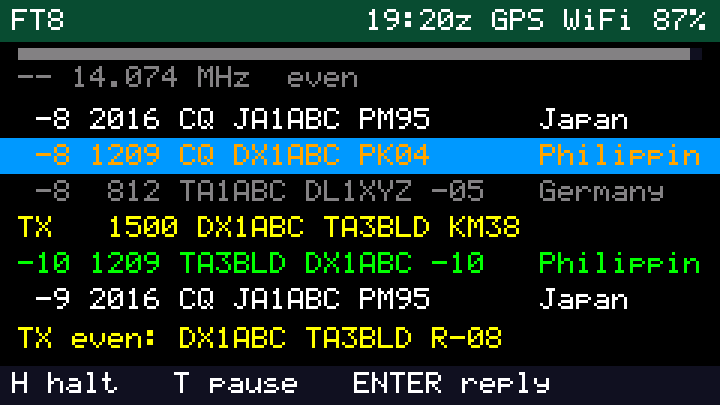 FT8 19:20z GPS WiFi 87%
-- 14.074 MHz even
-8 2016 CQ JA1ABC PM95 Japan
-8 1209 CQ DX1ABC PK04 Philippin
-8 812 TA1ABC DL1XYZ -05 Germany
TX 1500 DX1ABC TA3BLD KM38
-10 1209 TA3BLD DX1ABC -10 Philippin
-9 2016 CQ JA1ABC PM95 Japan
TX even: DX1ABC TA3BLD R-08
H halt T pause ENTER reply